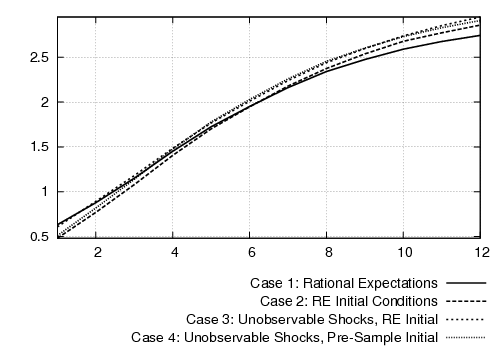 2.5
2
1.5
1
0.5
2 4 6 8 10 12
Case 1: Rational Expectations
Case 2: RE Initial Conditions
Case 3: Unobservable Shocks, RE Initial
Case 4: Unobservable Shocks, Pre-Sample Initial